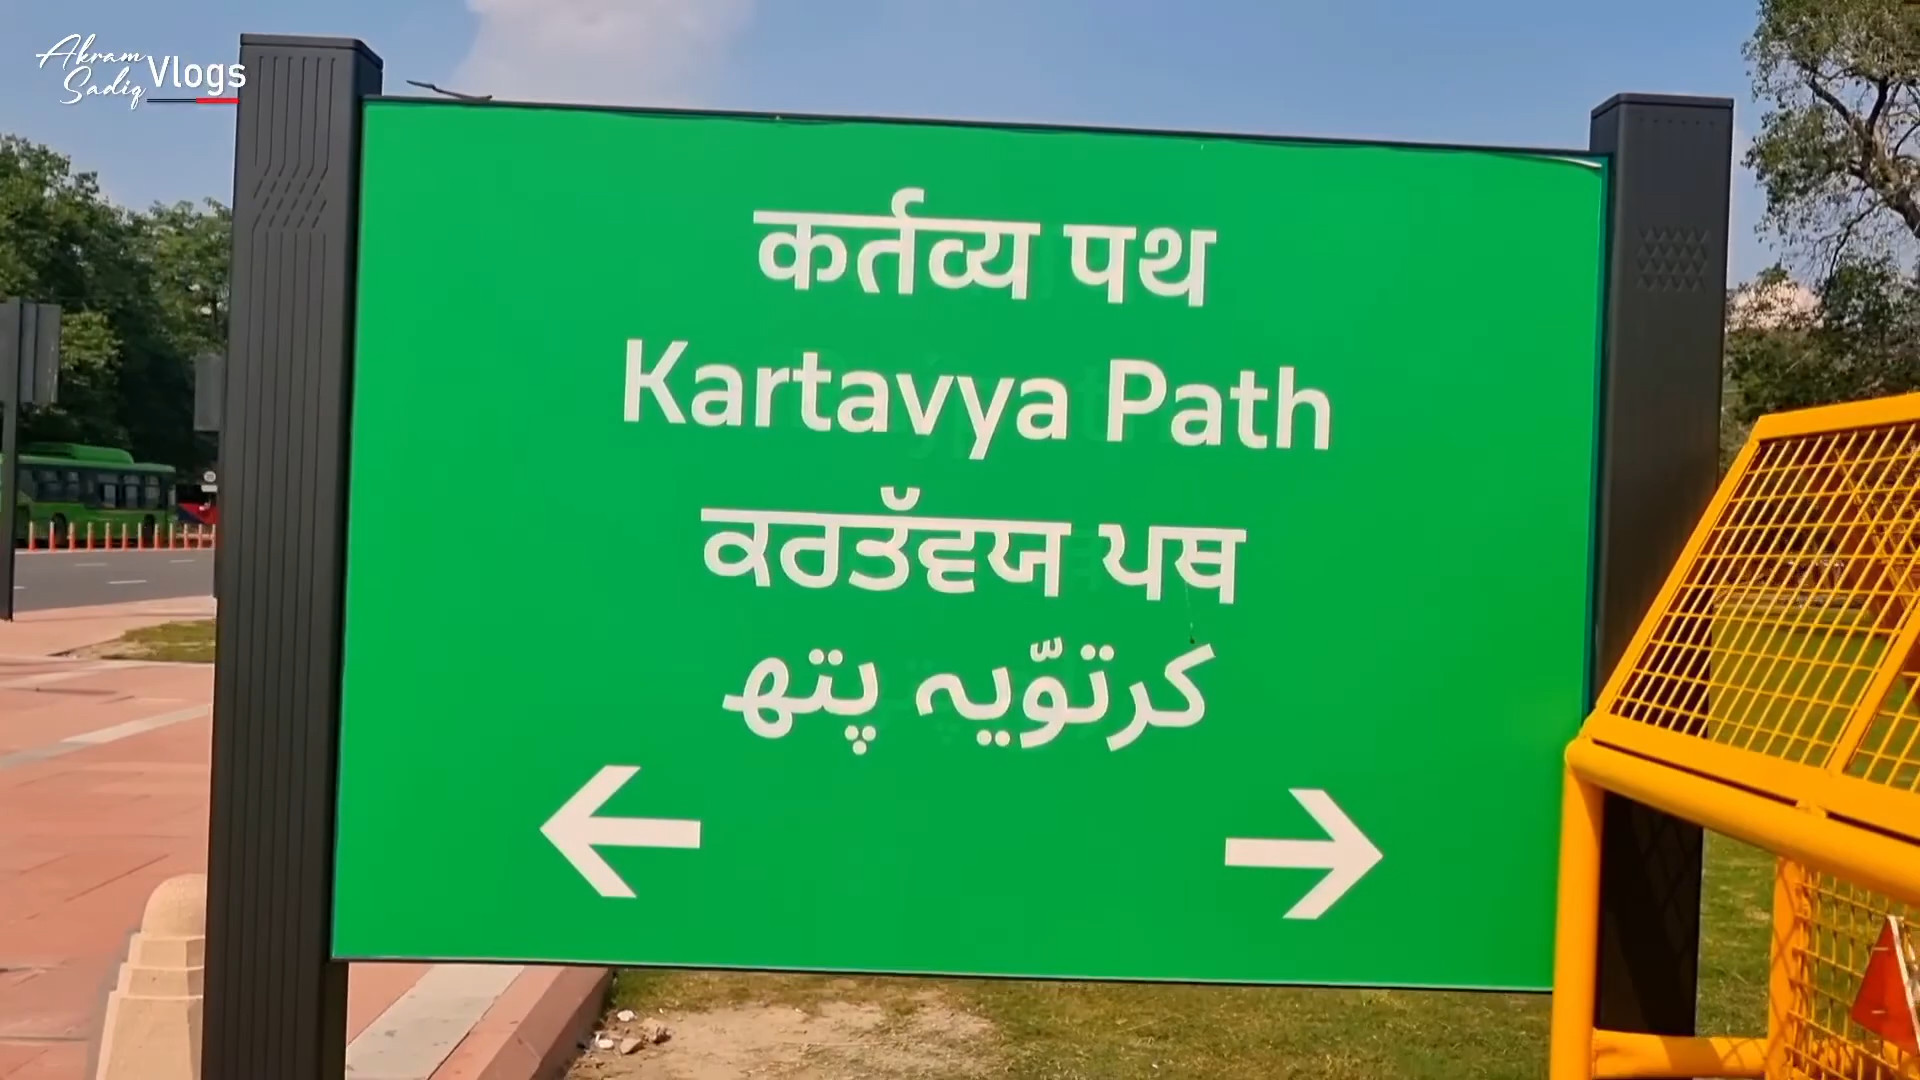 Akram
Sadiq Vlogs
कर्तव्य पथ
Kartavya Path
ਕਰਤੱਵਯ ਪਥ
کرتوّیہ پتھ